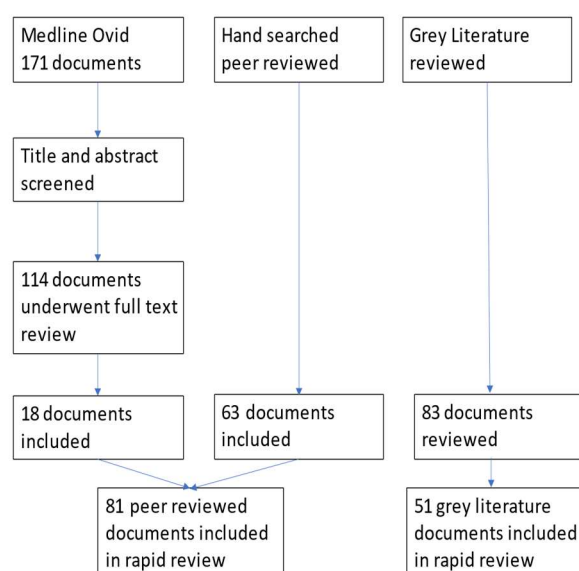 Medline Ovid
171 documents
Hand searched
peer reviewed
Grey Literature
reviewed
Title and abstract
screened
114 documents
underwent full text
review
18 documents
included
63 documents
included
83 documents
reviewed
81 peer reviewed
documents included
in rapid review
51 grey literature
documents included
in rapid review